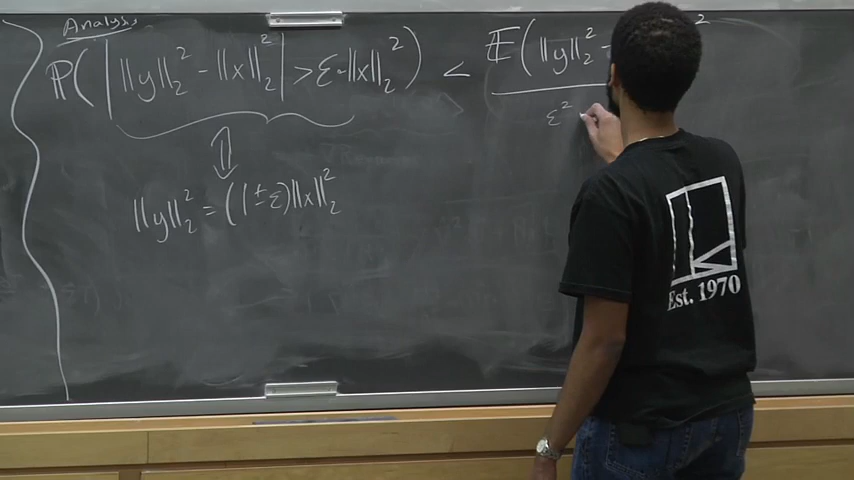 Analysis
ℙ( | ||y||₂² - ||x||₂² | > ε·||x||₂² ) < 𝔼( ||y||₂² - ²
ε²
||y||₂² = (1 ± ε)||x||₂²
Est. 1970